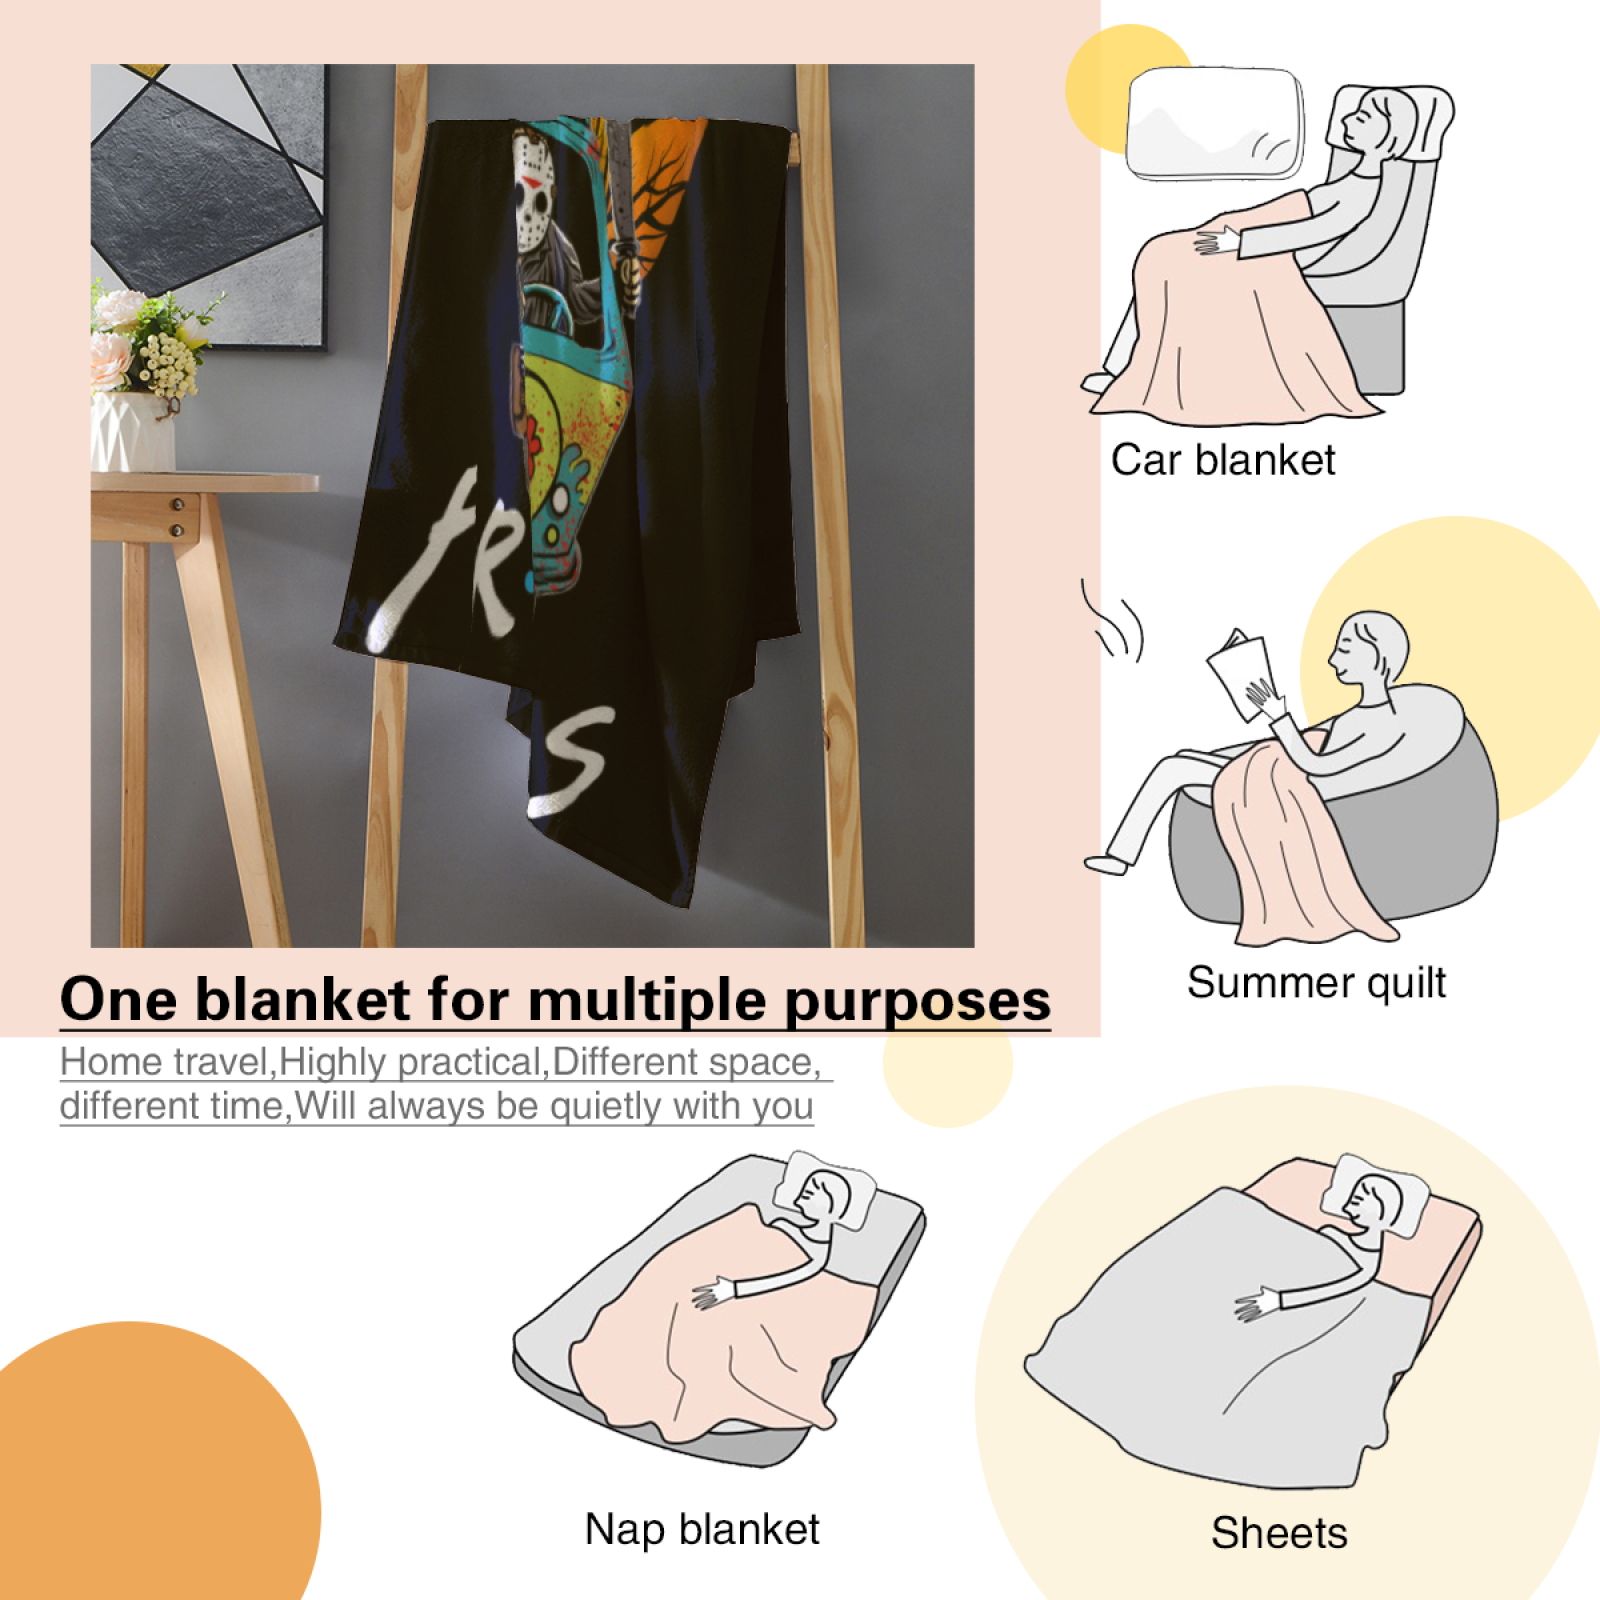 fR
S
One blanket for multiple purposes
Home travel,Highly practical,Different space,
different time,Will always be quietly with you
Car blanket
Summer quilt
Nap blanket
Sheets